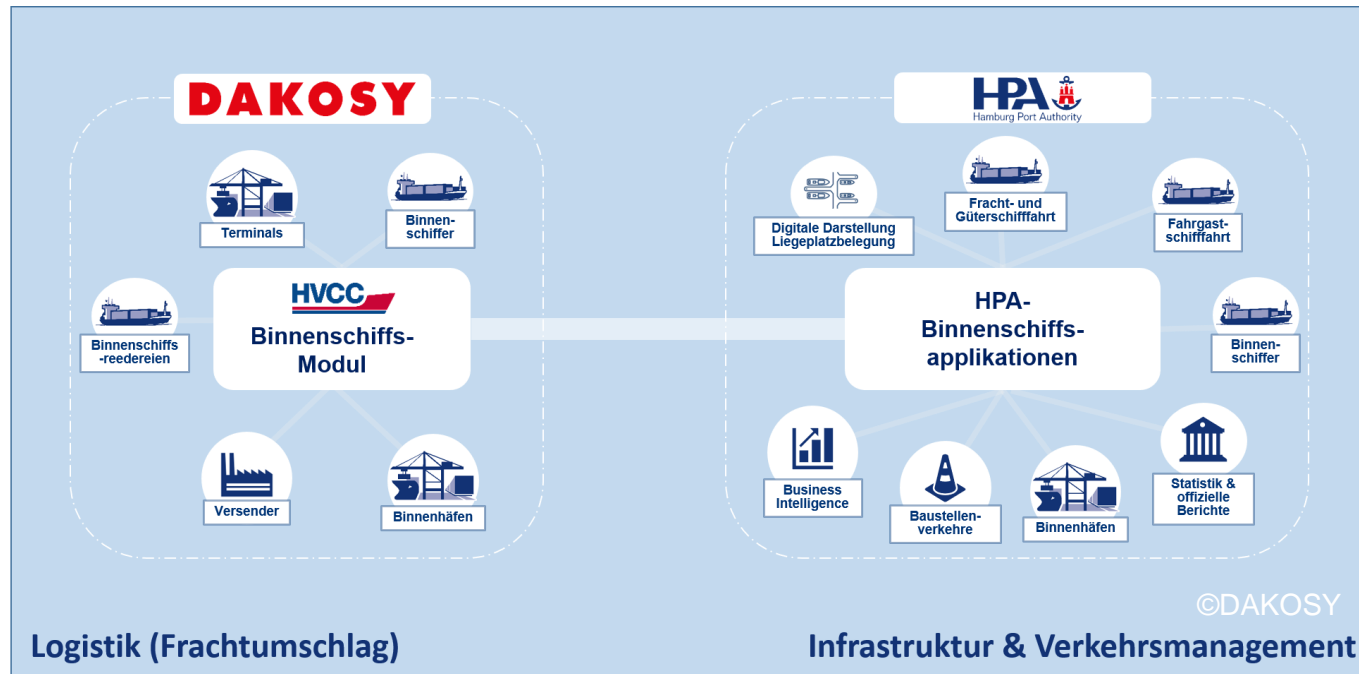 DAKOSY
Terminals
Binnen-
schiffer
Binnenschiffs
-reedereien
HVCC
Binnenschiffs-
Modul
Versender
Binnenhäfen
HPA
Hamburg Port Authority
Digitale Darstellung
Liegeplatzbelegung
Fracht- und
Güterschifffahrt
Fahrgast-
schifffahrt
HPA-
Binnenschiffs-
applikationen
Binnen-
schiffer
Business
Intelligence
Baustellen-
verkehre
Binnenhäfen
Statistik &
offizielle
Berichte
©DAKOSY
Logistik (Frachtumschlag)
Infrastruktur & Verkehrsmanagement